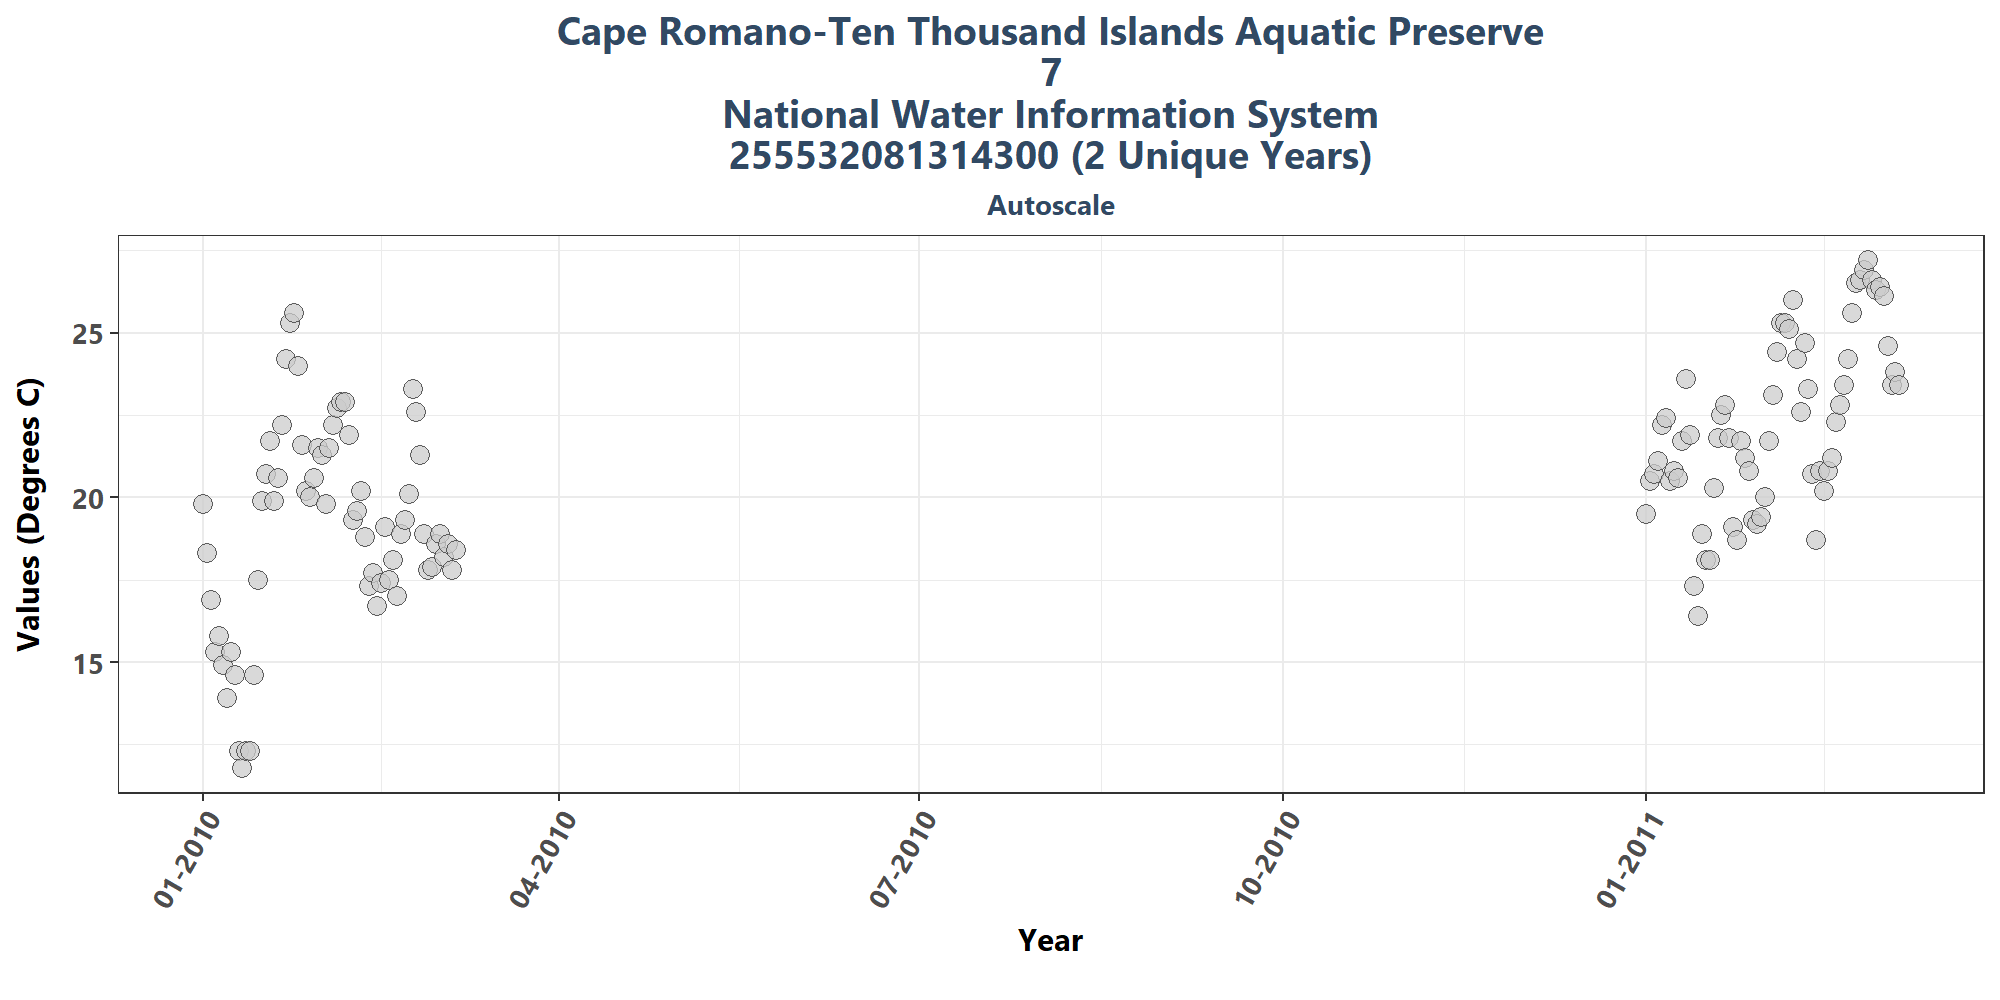 Cape Romano-Ten Thousand Islands Aquatic Preserve
7
National Water Information System
255532081314300 (2 Unique Years)
Autoscale
Values (Degrees C)
25
20
15
01-2010
04-2010
07-2010
10-2010
01-2011
Year